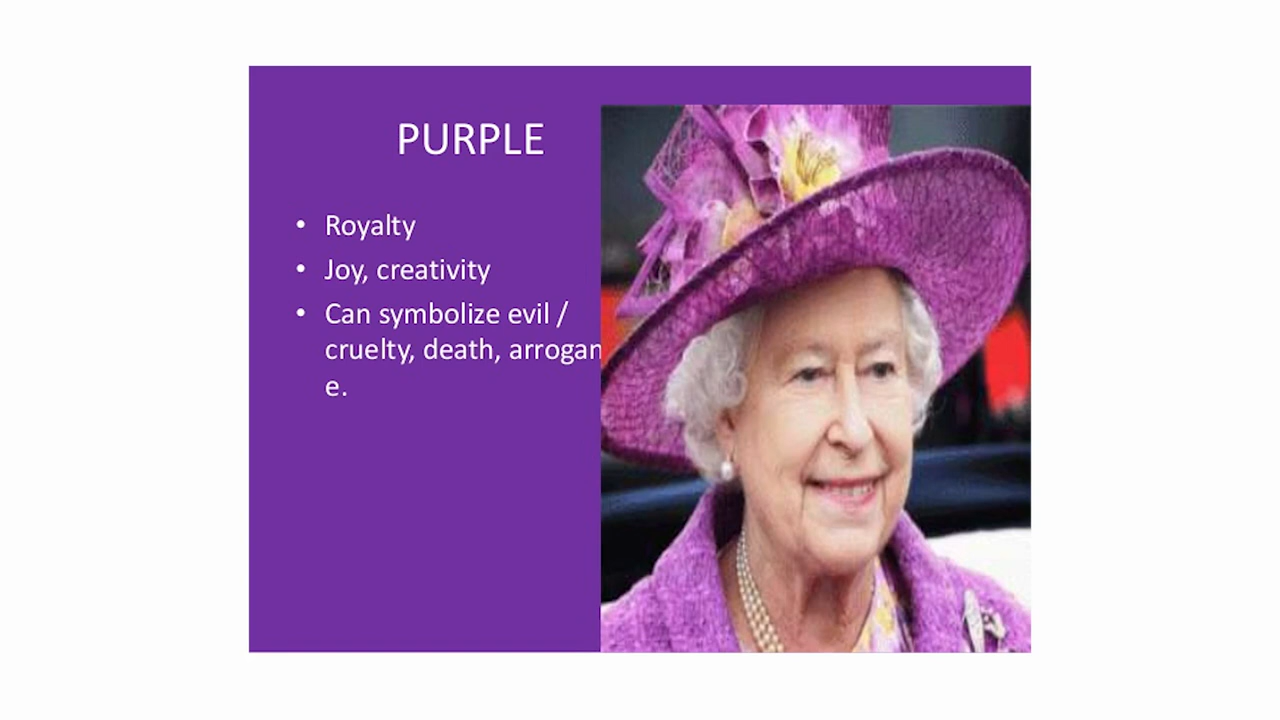 PURPLE
• Royalty
• Joy, creativity
• Can symbolize evil /
cruelty, death, arrogan
e.